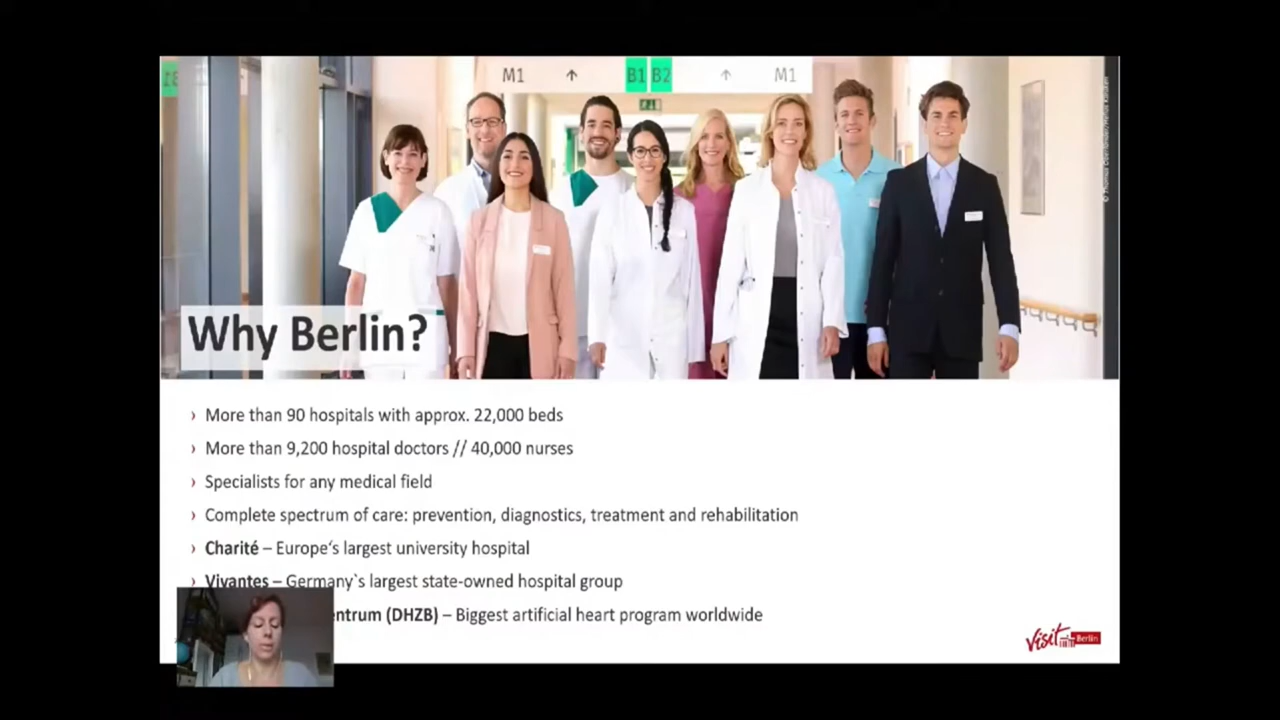 M1 ↑ B1 B2 ↑ M1
Why Berlin?
› More than 90 hospitals with approx. 22,000 beds
› More than 9,200 hospital doctors // 40,000 nurses
› Specialists for any medical field
› Complete spectrum of care: prevention, diagnostics, treatment and rehabilitation
› Charité – Europe‘s largest university hospital
› Vivantes – Germany`s largest state-owned hospital group
(DHZB) – Biggest artificial heart program worldwide
Visit Berlin